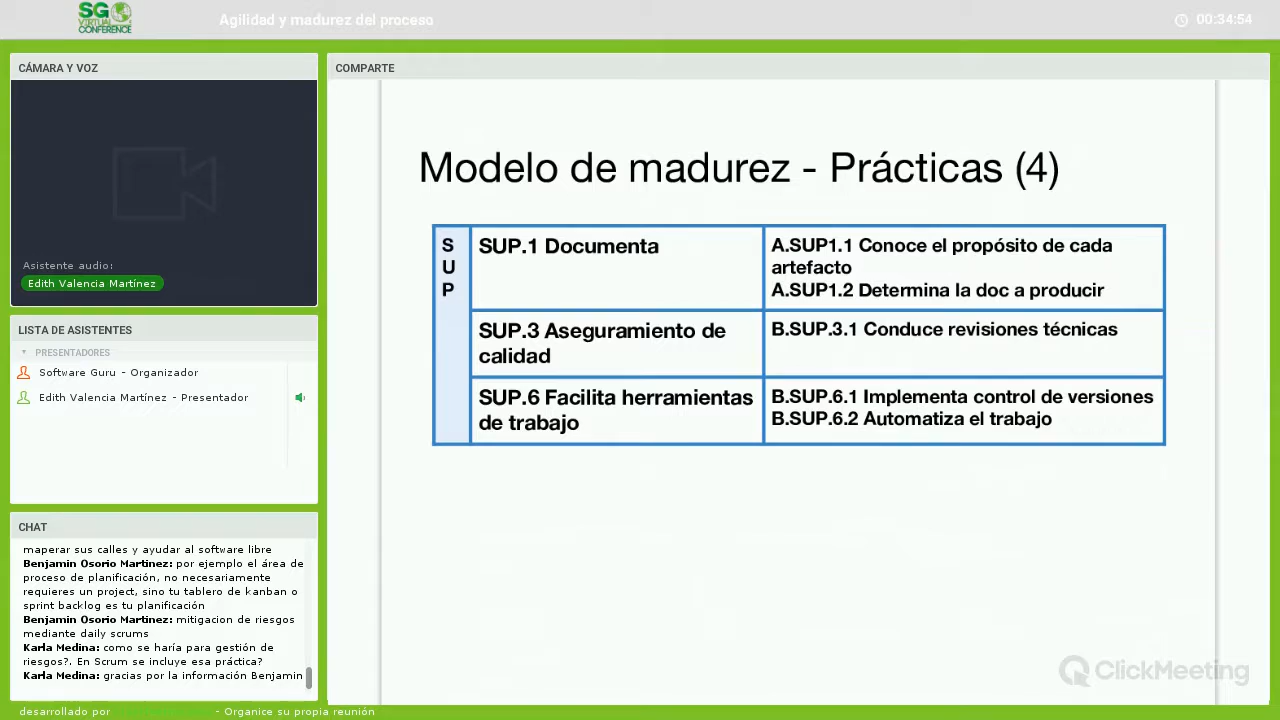 SG
VIRTUAL
CONFERENCE
Agilidad y madurez del proceso
00:34:54
CÁMARA Y VOZ
Asistente audio:
Edith Valencia Martínez
LISTA DE ASISTENTES
PRESENTADORES
Software Guru - Organizador
Edith Valencia Martínez - Presentador
CHAT
maperar sus calles y ayudar al software libre
Benjamin Osorio Martinez: por ejemplo el área de
proceso de planificación, no necesariamente
requieres un project, sino tu tablero de kanban o
sprint backlog es tu planificación
Benjamin Osorio Martinez: mitigacion de riesgos
mediante daily scrums
Karla Medina: como se haría para gestión de
riesgos?. En Scrum se incluye esa práctica?
Karla Medina: gracias por la información Benjamin
desarrollado por
- Organice su propia reunión
COMPARTE
Modelo de madurez - Prácticas (4)
S
U
P
SUP.1 Documenta
A.SUP1.1 Conoce el propósito de cada
artefacto
A.SUP1.2 Determina la doc a producir
SUP.3 Aseguramiento de
calidad
B.SUP.3.1 Conduce revisiones técnicas
SUP.6 Facilita herramientas
de trabajo
B.SUP.6.1 Implementa control de versiones
B.SUP.6.2 Automatiza el trabajo
ClickMeeting